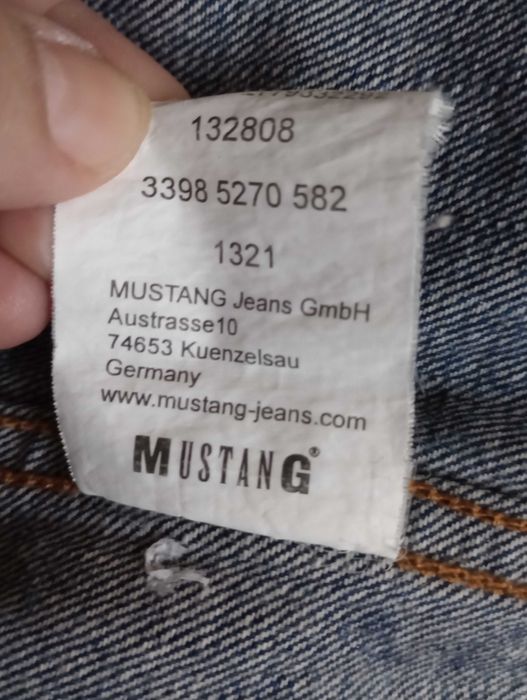 132808
3398 5270 582
1321
MUSTANG Jeans GmbH
Austrasse10
74653 Kuenzelsau
Germany
www.mustang-jeans.com
MUSTANG®